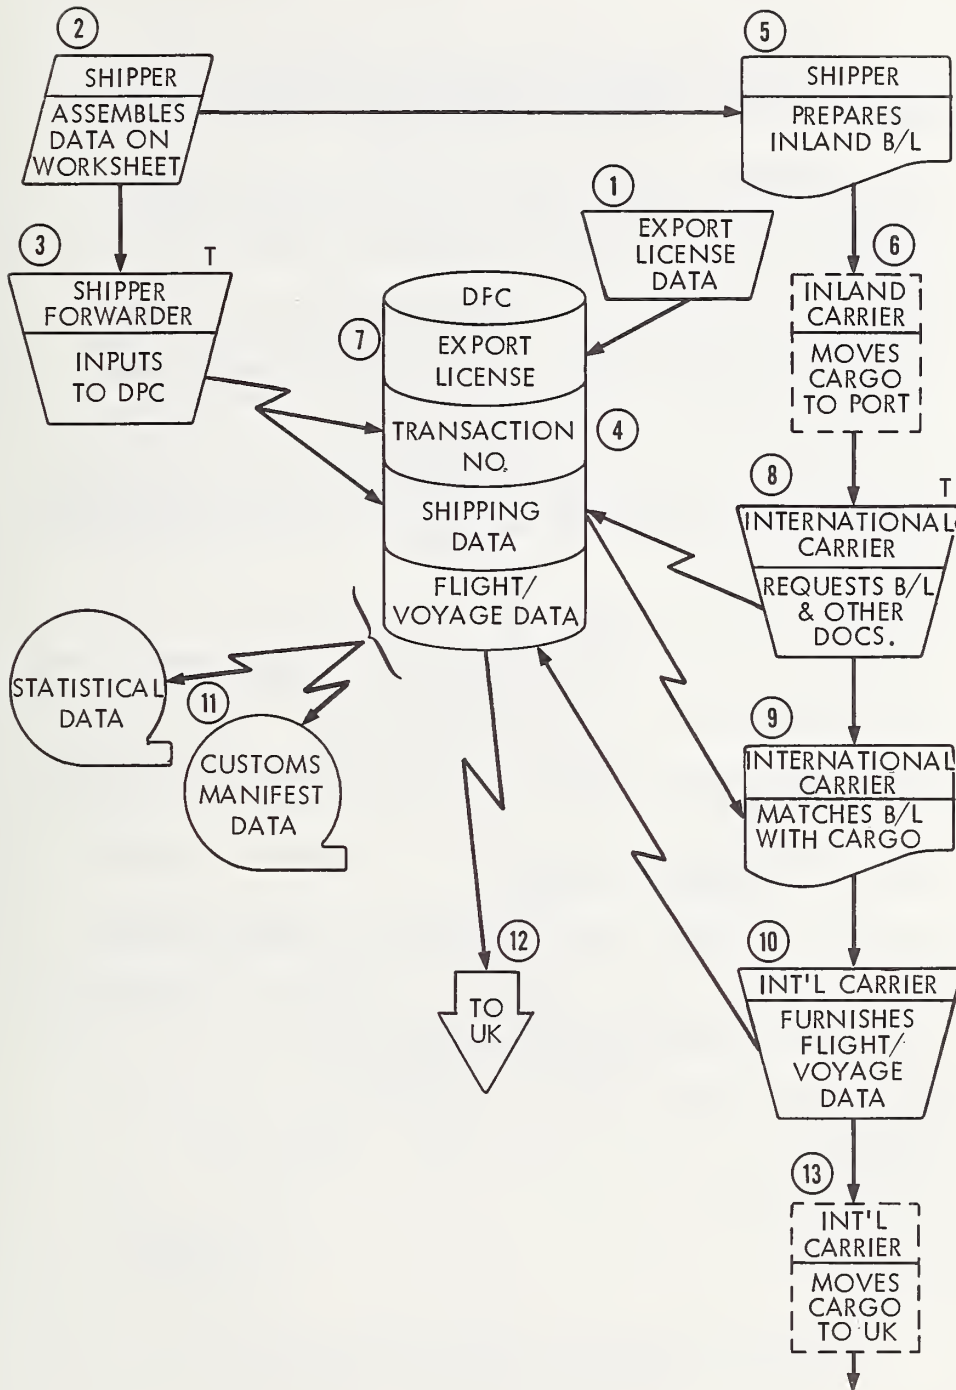 2
SHIPPER
ASSEMBLES
DATA ON
WORKSHEET
5
SHIPPER
PREPARES
INLAND B/L
1
EXPORT
LICENSE
DATA
3
T
SHIPPER
FORWARDER
INPUTS
TO DPC
6
INLAND
CARRIER
MOVES
CARGO
TO PORT
DPC
7
EXPORT
LICENSE
4
TRANSACTION
NO.
SHIPPING
DATA
FLIGHT/
VOYAGE DATA
8
T
INTERNATIONAL
CARRIER
REQUESTS B/L
& OTHER
DOCS.
STATISTICAL
DATA
11
CUSTOMS
MANIFEST
DATA
9
INTERNATIONAL
CARRIER
MATCHES B/L
WITH CARGO
12
TO
UK
10
INT'L CARRIER
FURNISHES
FLIGHT/
VOYAGE
DATA
13
INT'L
CARRIER
MOVES
CARGO
TO UK